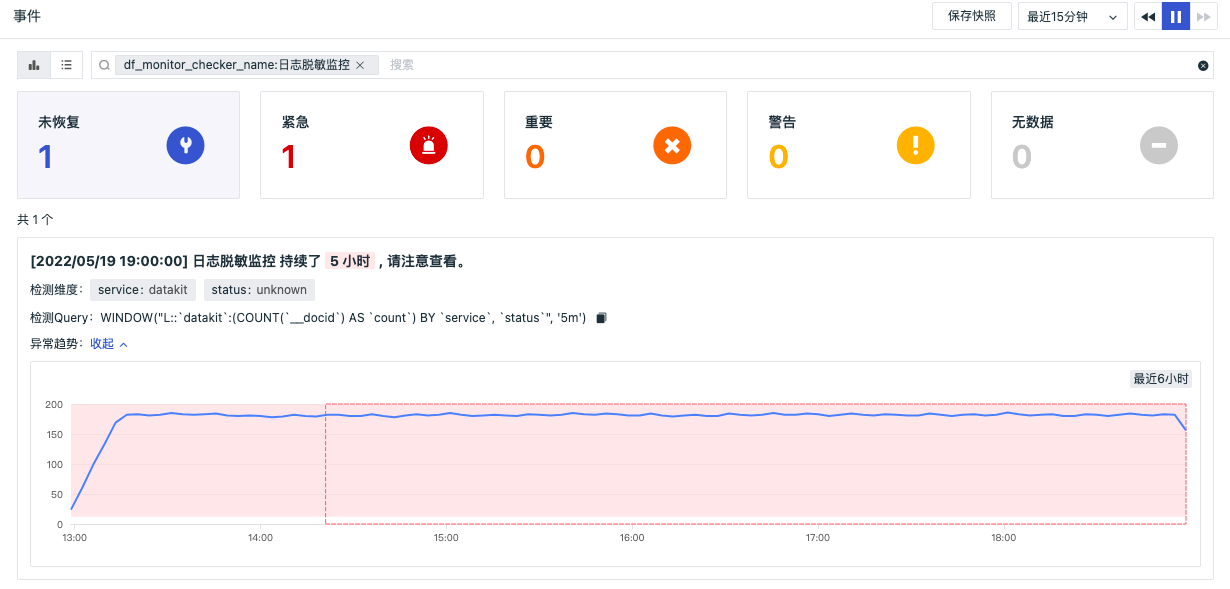 事件
保存快照
最近15分钟
df_monitor_checker_name:日志脱敏监控
搜索
未恢复
1
紧急
1
重要
0
警告
0
无数据
0
共 1 个
[2022/05/19 19:00:00] 日志脱敏监控 持续了 5 小时 , 请注意查看。
检测维度： service: datakit status: unknown
检测Query： WINDOW("L::`datakit`:(COUNT(`__docid`) AS `count`) BY `service`, `status`", '5m')
异常趋势： 收起
最近6小时
200
150
100
50
0
13:00 14:00 15:00 16:00 17:00 18:00